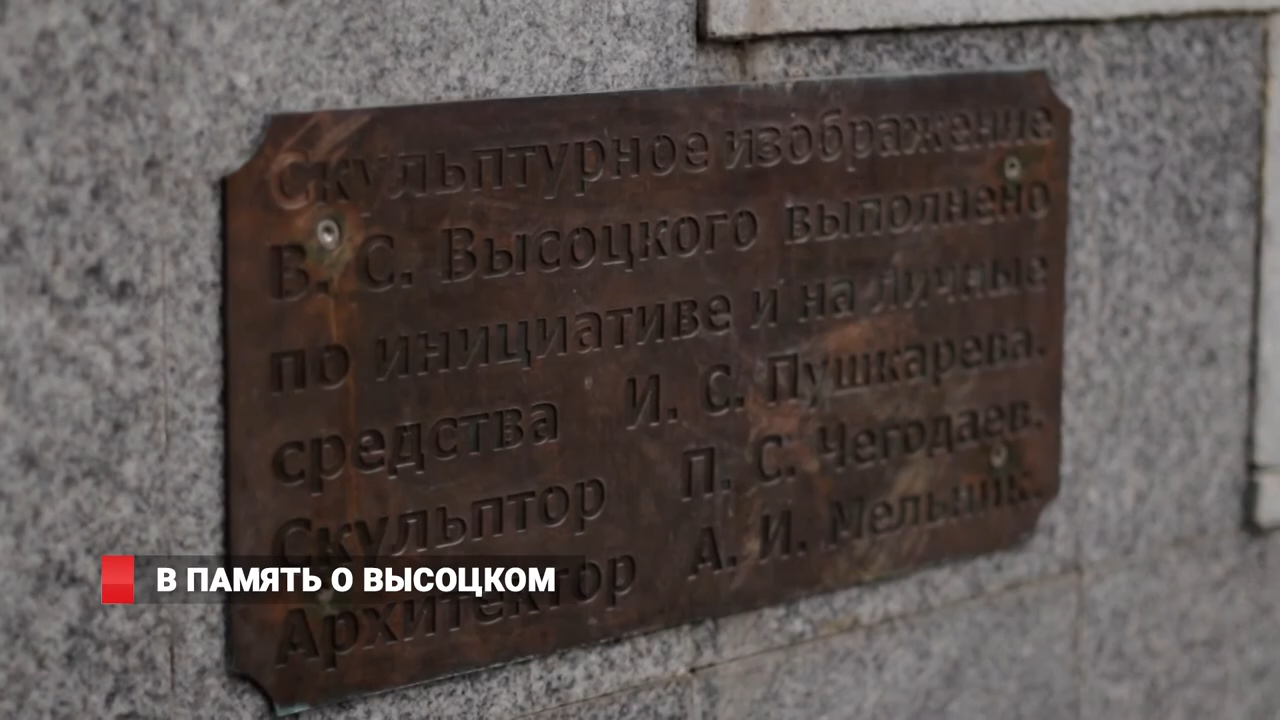 Скульптурное изображение
В. С. Высоцкого выполнено
по инициативе и на личные
средства И. С. Пушкарева.
Скульптор П. С. Чегодаев.
Архитектор А. И. Мельник.
В ПАМЯТЬ О ВЫСОЦКОМ